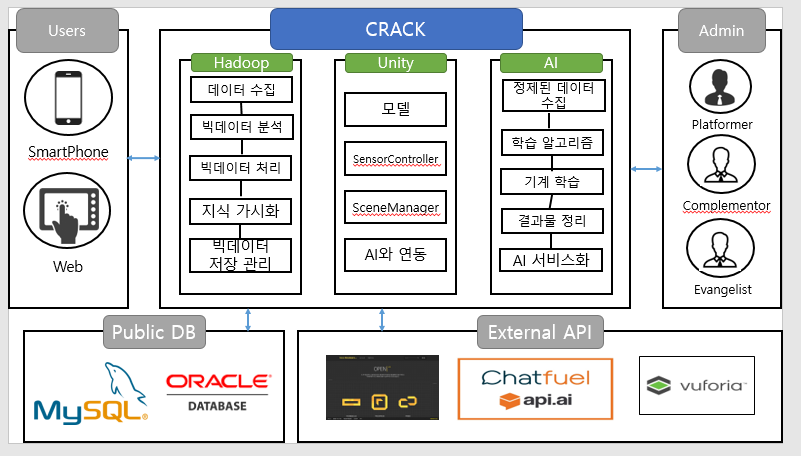 Users
CRACK
Admin
Hadoop
Unity
AI
데이터 수집
빅데이터 분석
빅데이터 처리
지식 가시화
빅데이터
저장 관리
모델
SensorController
SceneManager
AI와 연동
정제된 데이터
수집
학습 알고리즘
기계 학습
결과물 정리
AI 서비스화
SmartPhone
Web
Platformer
Complementor
Evangelist
Public DB
External API
MySQL®
ORACLE®
DATABASE
Chatfuel
api.ai
vuforia™